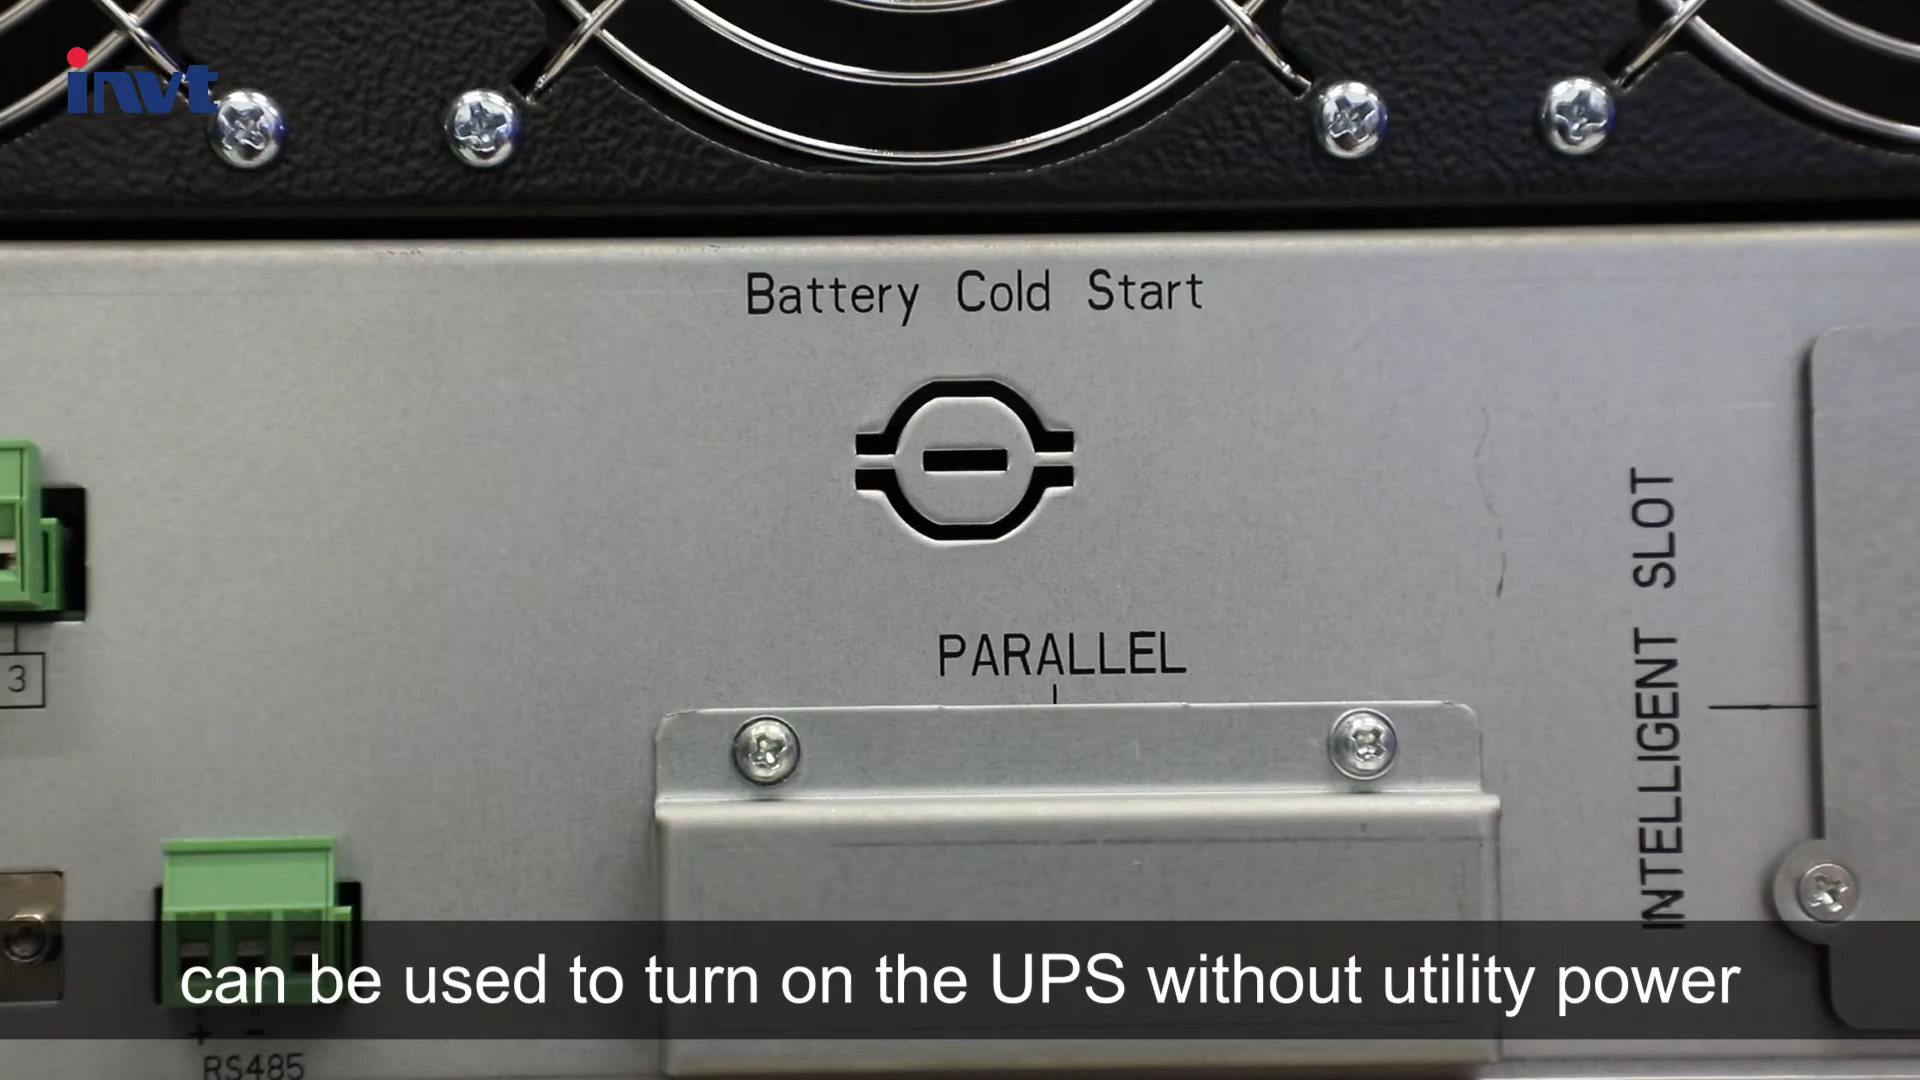 invt
Battery Cold Start
PARALLEL
INTELLIGENT SLOT
3
can be used to turn on the UPS without utility power
+ -
RS485